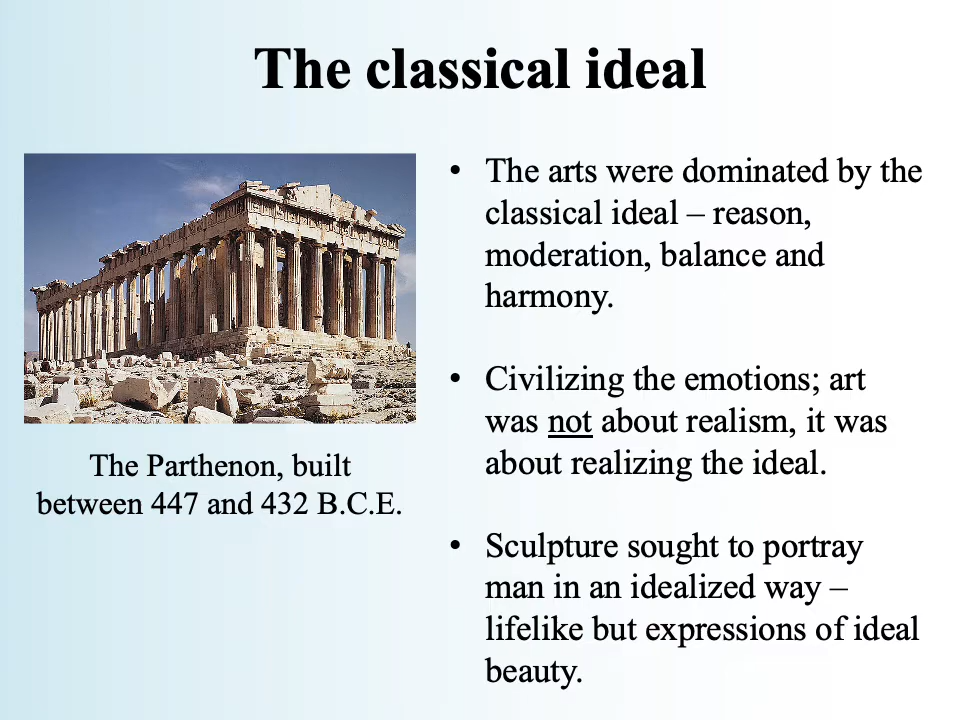 The classical ideal
The Parthenon, built
between 447 and 432 B.C.E.
• The arts were dominated by the
classical ideal – reason,
moderation, balance and
harmony.
• Civilizing the emotions; art
was not about realism, it was
about realizing the ideal.
• Sculpture sought to portray
man in an idealized way –
lifelike but expressions of ideal
beauty.